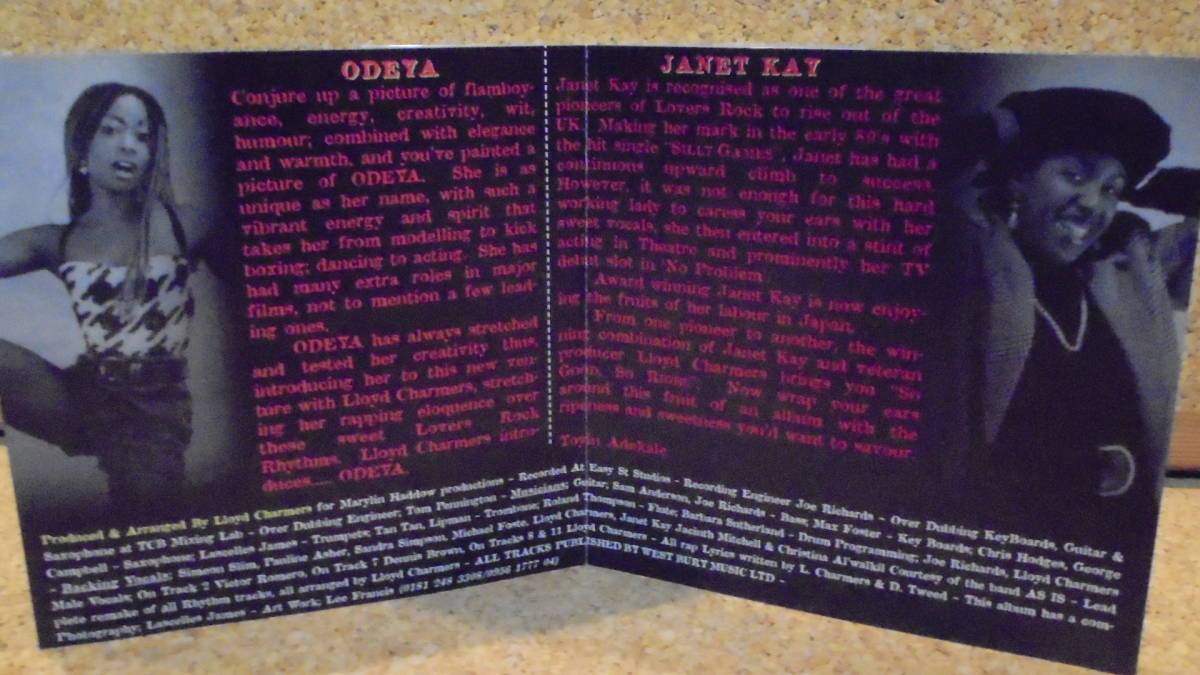 ODEYA
Conjure up a picture of flamboy-
ance, energy, creativity, wit,
humour; combined with elegance
and warmth, and you're painted a
picture of ODEYA. She is as
unique as her name, with such a
vibrant energy and spirit that
takes her from modelling to kick
boxing; dancing to acting. She has
had many extra roles in major
films, not to mention a few lead-
ing ones.
ODEYA has always stretched
and tested her creativity thus,
introducing her to this new ven-
ture with Lloyd Charmers, stretch-
ing her rapping eloquence over
these sweet Lovers Rock
Rhythms, Lloyd Charmers intro-
duces.... ODEYA.
JANET KAY
Janet Kay is recognised as one of the great
pioneers of Lovers Rock to rise out of the
UK. Making her mark in the early 80's with
the hit single "SILLY GAMES", Janet has had a
continuous upward climb to success.
However, it was not enough for this hard
working lady to caress your ears with her
sweet vocals, she then entered into a stint of
acting in Theatre and prominently her TV
debut slot in 'No Problem'
Award winning Janet Kay is now enjoy-
ing the fruits of her labour in Japan.
From one pioneer to another, the win-
ning combination of Janet Kay and veteran
producer Lloyd Charmers brings you "So
Good, So Right". Now wrap your ears
around this fruit of an album with the
ripeness and sweetness you'd want to savour.
Toyin Adekale
Produced & Arranged By Lloyd Charmers for Marylin Haddow productions - Recorded At Easy St Studios - Recording Engineer Joe Richards - Over Dubbing KeyBoards, Guitar &
Saxophone at TCB Mixing Lab - Over Dubbing Engineer; Tom Pennington - Musicians; Guitar; Sam Anderson, Joe Richards - Bass; Max Foster - Key Boards; Chris Hodges, George
Campbell - Saxophone; Lascelles James - Trumpets; Tan Tan, Lipman - Trombone; Roland Thompson - Flute; Barbara Sutherland - Drum Programming; Joe Richards, Lloyd Charmers
- Backing Vocals; Simeon Slim, Pauline Asher, Sandra Simpson, Michael Foste, Lloyd Charmers, Janet Kay Jacinth Mitchell & Christina Al'walkil Courtesy of the band AS IS - Lead
Male Vocals; On Track 2 Victor Romero, On Track 7 Dennis Brown, On Tracks 8 & 11 Lloyd Charmers - All rap Lyrics written by L. Charmers & D. Tweed - This album has a com-
plete remake of all Rhythm tracks, all arranged by Lloyd Charmers - ALL TRACKS PUBLISHED BY WEST BURY MUSIC LTD -
Photography; Lascelles James - Art Work; Lee Francis (0181 248 3308/0956 1777 04)